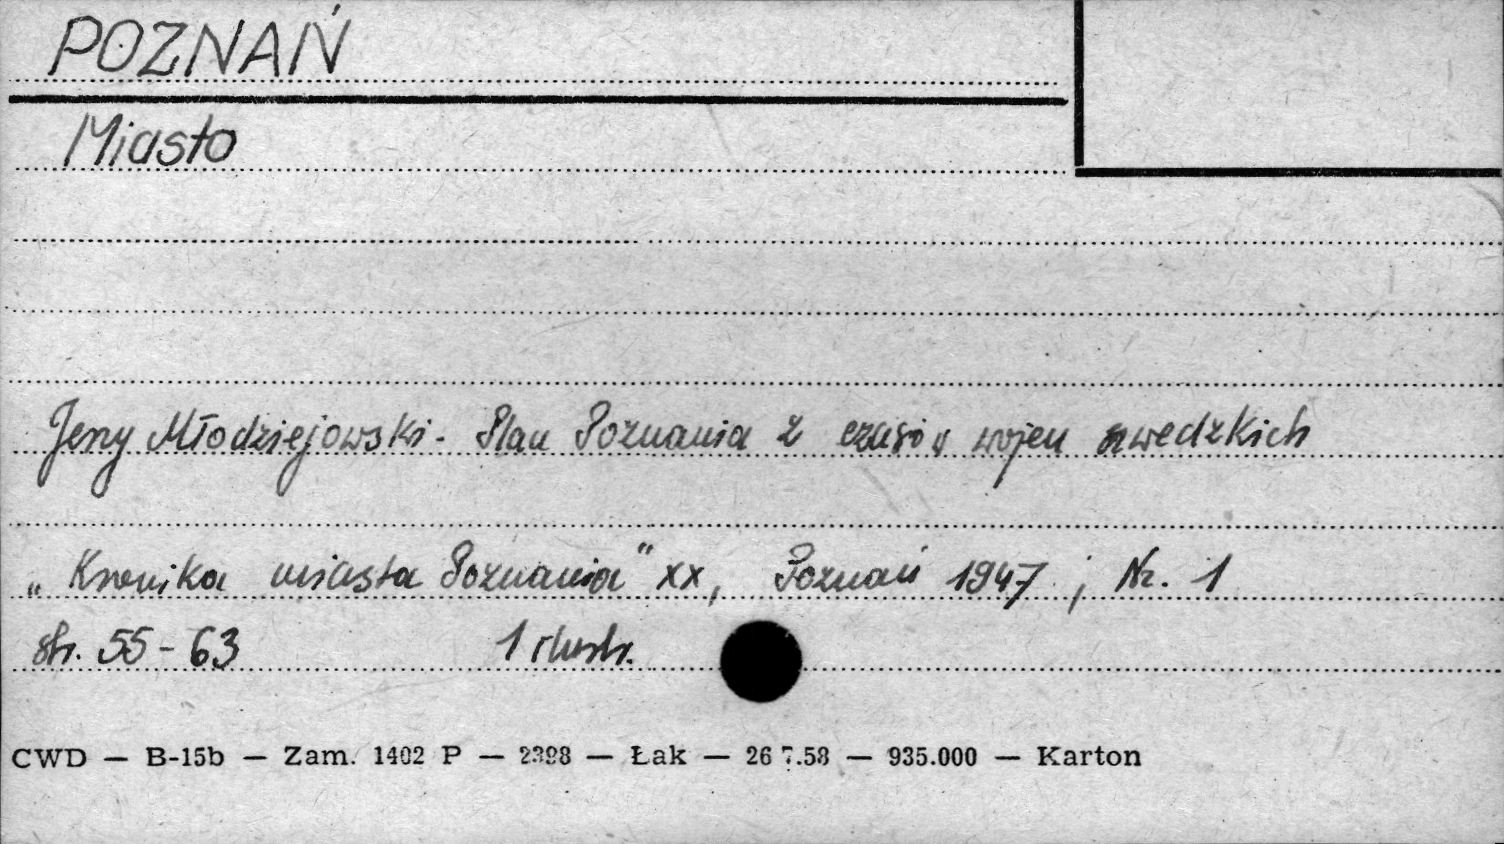 POZNAŃ
Miasto
Jerzy Młodziejowski - Plan Poznania z czasów wojen szwedzkich
„Kronika miasta Poznania" XX, Poznań 1947; Nr. 1
str. 55-63 1 ilustr.
CWD — B-15b — Zam. 1402 P — 2398 — Łak — 26 7.58 — 935.000 — Karton